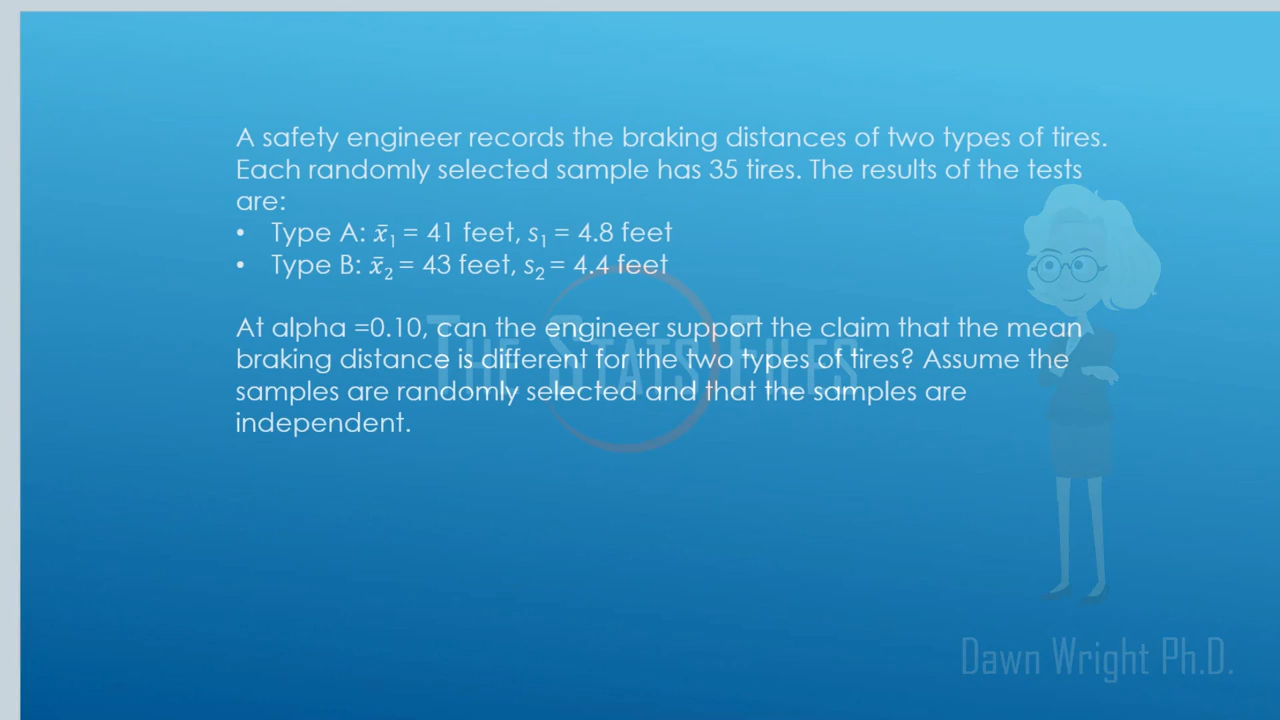 A safety engineer records the braking distances of two types of tires.
Each randomly selected sample has 35 tires. The results of the tests
are:
• Type A: x̄₁ = 41 feet, s₁ = 4.8 feet
• Type B: x̄₂ = 43 feet, s₂ = 4.4 feet
At alpha =0.10, can the engineer support the claim that the mean
braking distance is different for the two types of tires? Assume the
samples are randomly selected and that the samples are
independent.
The Stats Files
Dawn Wright Ph.D.